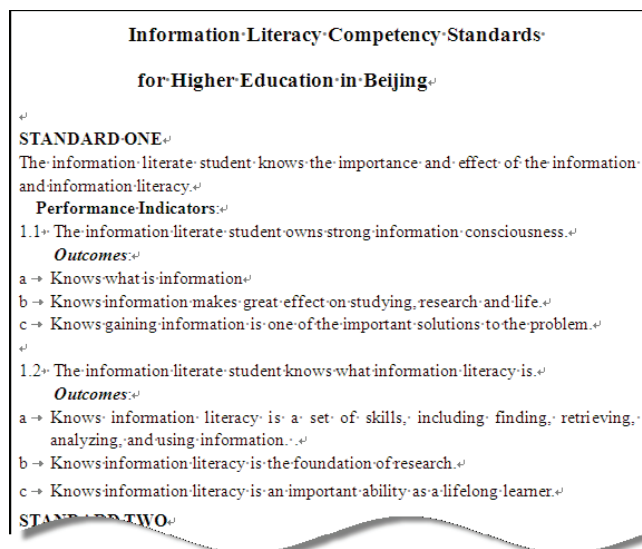 Information Literacy Competency Standards
for Higher Education in Beijing
STANDARD ONE
The information literate student knows the importance and effect of the information
and information literacy.
Performance Indicators:
1.1 The information literate student owns strong information consciousness.
Outcomes:
a Knows what is information
b Knows information makes great effect on studying, research and life.
c Knows gaining information is one of the important solutions to the problem.
1.2 The information literate student knows what information literacy is.
Outcomes:
a Knows information literacy is a set of skills, including finding, retrieving,
analyzing, and using information. .
b Knows information literacy is the foundation of research.
c Knows information literacy is an important ability as a lifelong learner.
STANDARD TWO